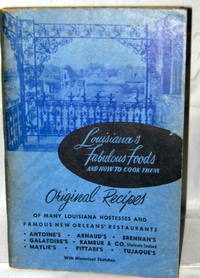 Louisiana's
Fabulous Foods
AND HOW TO COOK THEM
Original Recipes
OF MANY LOUISIANA HOSTESSES AND
FAMOUS NEW ORLEANS' RESTAURANTS
• ANTOINE'S • ARNAUD'S • BRENNAN'S
• GALATOIRE'S • KAMBUR & CO. 
• MAYLIE'S • PITTARI'S • TUJAGUE'S
With Historical Sketches